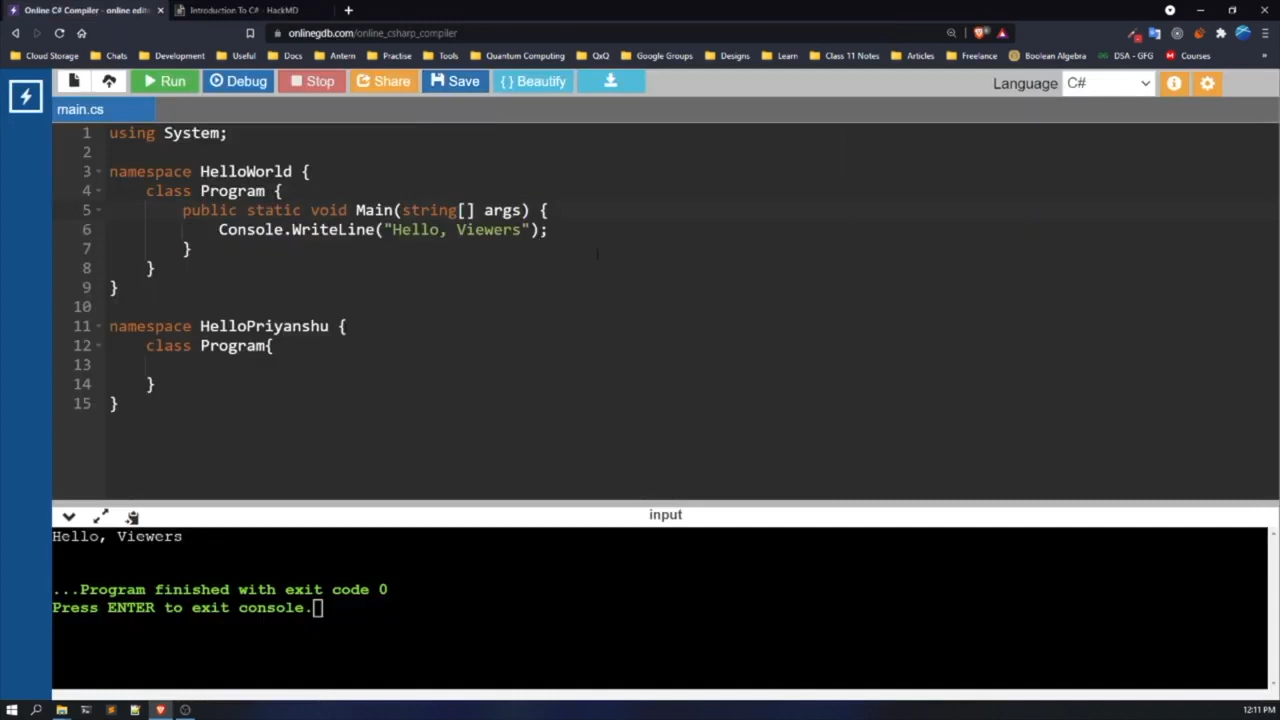 Online C# Compiler - online edit
Introduction To C# - HackMD
onlinegdb.com/online_csharp_compiler
Cloud Storage Chats Development Useful Docs Antern Practise Tools Quantum Computing QxQ Google Groups Designs Learn Class 11 Notes Articles Freelance Boolean Algebra DSA - GFG Courses »
Run Debug Stop Share Save { } Beautify Language C#
main.cs
1 using System;
2
3 namespace HelloWorld {
4 class Program {
5 public static void Main(string[] args) {
6 Console.WriteLine("Hello, Viewers");
7 }
8 }
9 }
10
11 namespace HelloPriyanshu {
12 class Program{
13
14 }
15 }
input
Hello, Viewers
...Program finished with exit code 0
Press ENTER to exit console.
12:11 PM